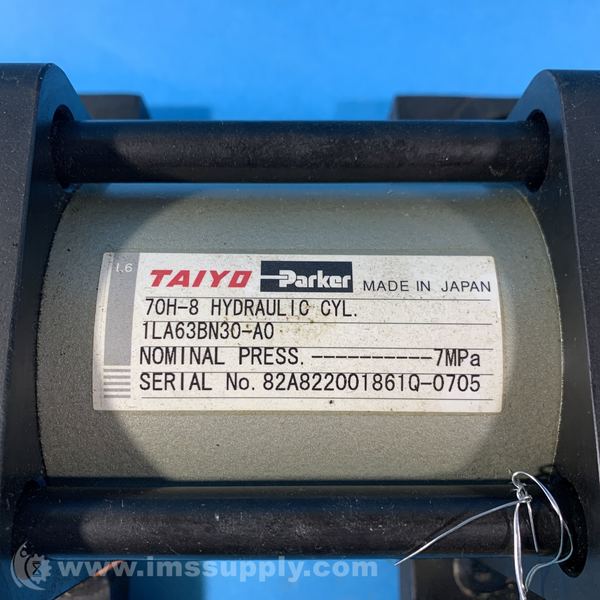 1.6
TAIYO Parker MADE IN JAPAN
70H-8 HYDRAULIC CYL.
1LA63BN30-A0
NOMINAL PRESS.-----------7MPa
SERIAL No. 82A822001861Q-0705
www.imssupply.com